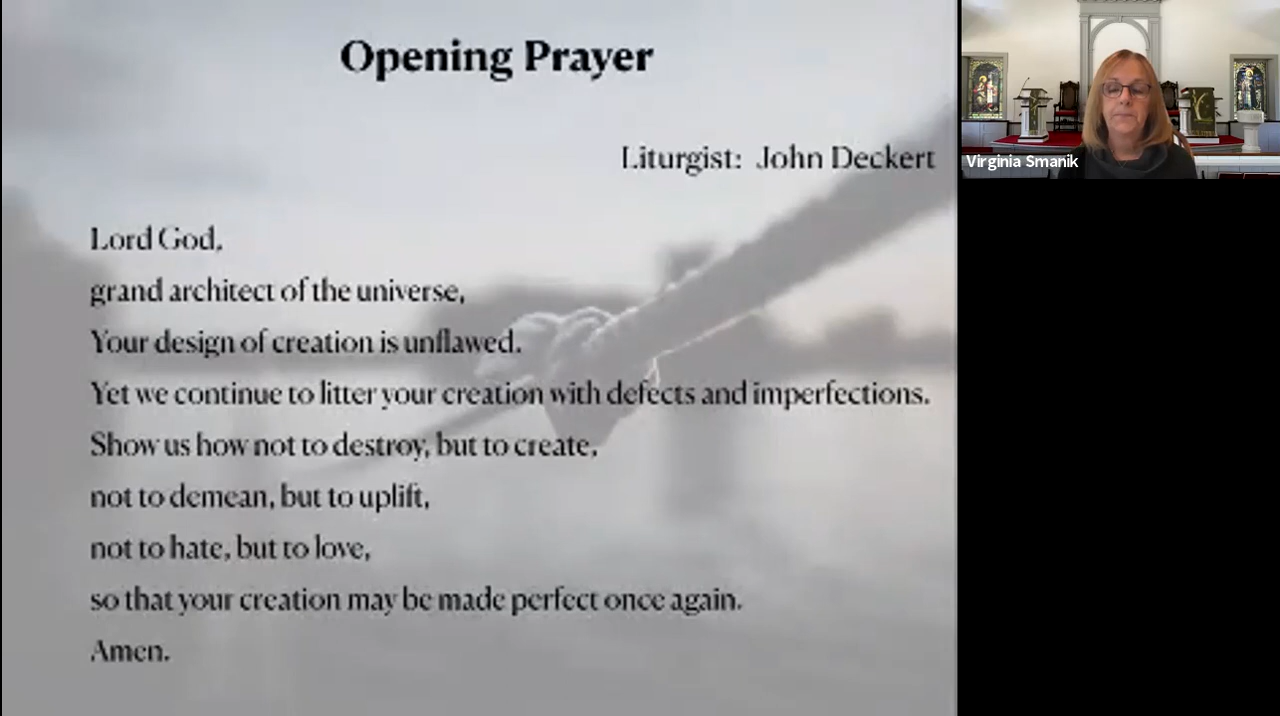 Opening Prayer
Liturgist: John Deckert
Lord God,
grand architect of the universe,
Your design of creation is unflawed.
Yet we continue to litter your creation with defects and imperfections.
Show us how not to destroy, but to create,
not to demean, but to uplift,
not to hate, but to love,
so that your creation may be made perfect once again.
Amen.
Virginia Smanik